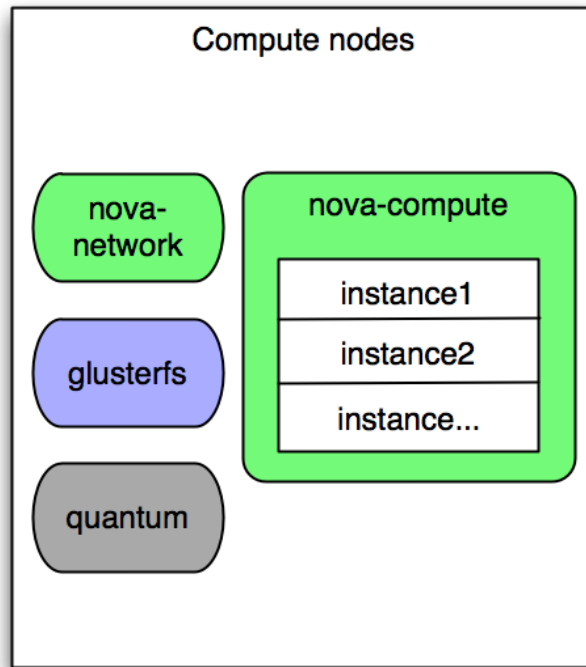 Compute nodes
nova-
network
glusterfs
quantum
nova-compute
instance1
instance2
instance...